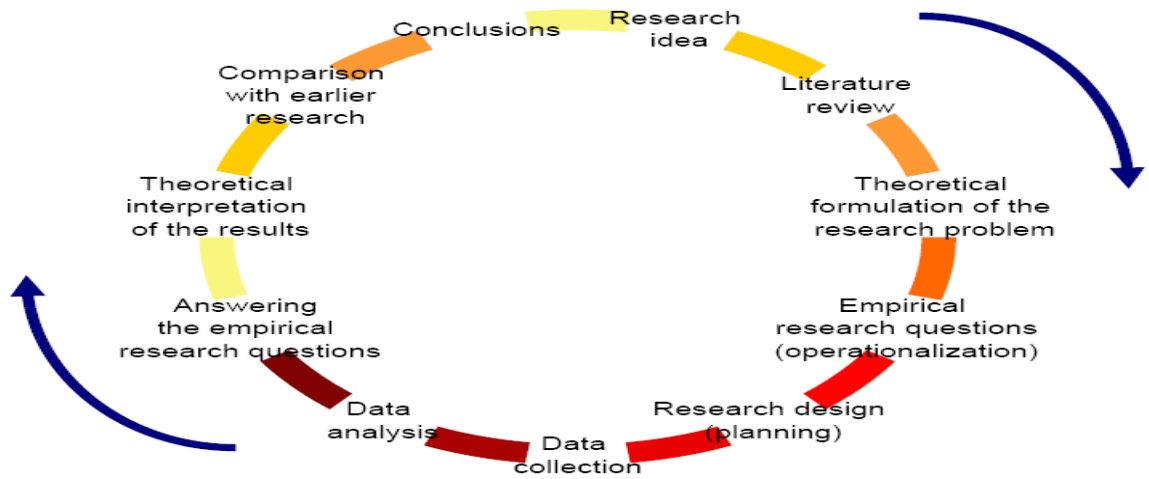 Research
idea
Literature
review
Theoretical
formulation of the
research problem
Empirical
research questions
(operationalization)
Research design
(planning)
Data
collection
Data
analysis
Answering
the empirical
research questions
Theoretical
interpretation
of the results
Comparison
with earlier
research
Conclusions